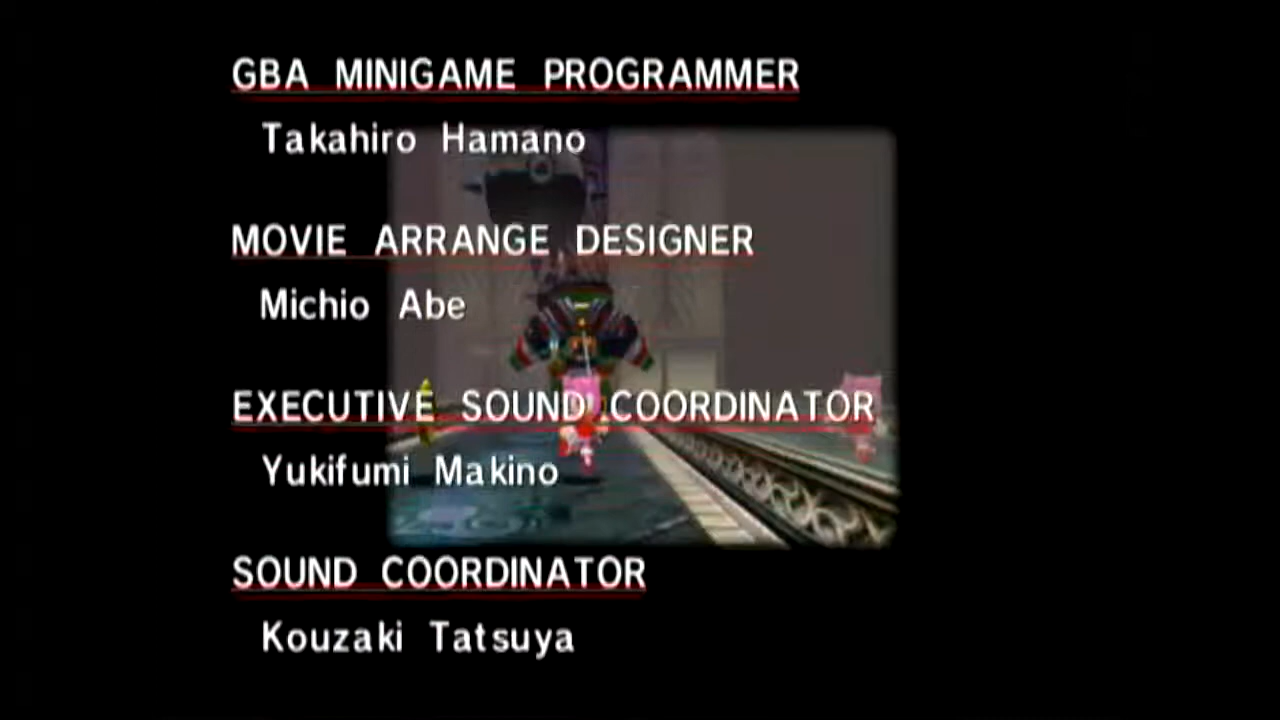 GBA MINIGAME PROGRAMMER
Takahiro Hamano
MOVIE ARRANGE DESIGNER
Michio Abe
EXECUTIVE SOUND COORDINATOR
Yukifumi Makino
SOUND COORDINATOR
Kouzaki Tatsuya